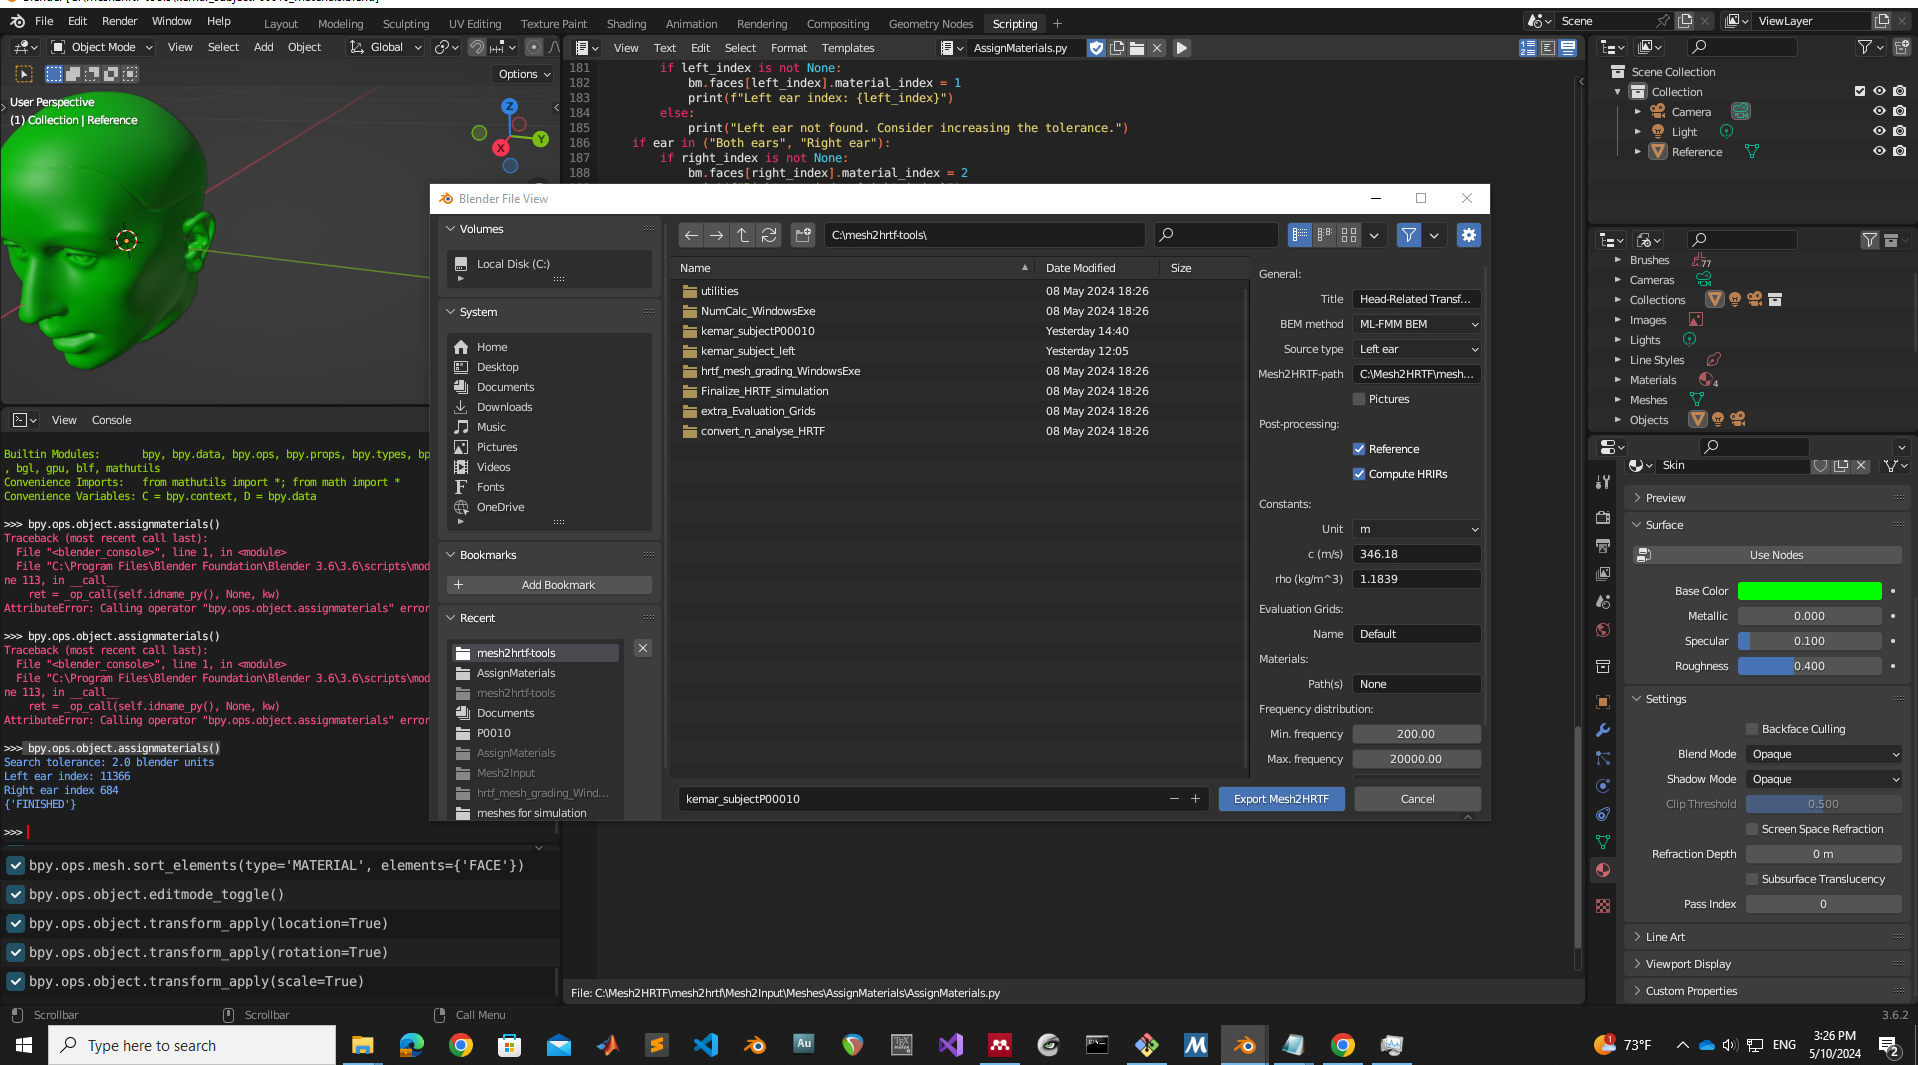 File Edit Render Window Help Layout Modeling Sculpting UV Editing Texture Paint Shading Animation Rendering Compositing Geometry Nodes Scripting + Scene ViewLayer
Object Mode View Select Add Object Global
Options
User Perspective
(1) Collection | Reference
Z
Y
X
View Text Edit Select Format Templates AssignMaterials.py
181 if left_index is not None:
182 bm.faces[left_index].material_index = 1
183 print(f"Left ear index: {left_index}")
184 else:
185 print("Left ear not found. Consider increasing the tolerance.")
186 if ear in ("Both ears", "Right ear"):
187 if right_index is not None:
188 bm.faces[right_index].material_index = 2
Scene Collection
Collection
Camera
Light
Reference
Brushes 77
Cameras
Collections
Images
Lights
Line Styles
Materials 4
Meshes
Objects
Blender File View
Volumes
Local Disk (C:)
System
Home
Desktop
Documents
Downloads
Music
Pictures
Videos
Fonts
OneDrive
Bookmarks
Add Bookmark
Recent
mesh2hrtf-tools
AssignMaterials
mesh2hrtf-tools
Documents
P0010
AssignMaterials
Mesh2Input
hrtf_mesh_grading_Wind...
meshes for simulation
C:\mesh2hrtf-tools\
Name Date Modified Size
utilities 08 May 2024 18:26
NumCalc_WindowsExe 08 May 2024 18:26
kemar_subjectP00010 Yesterday 14:40
kemar_subject_left Yesterday 12:05
hrtf_mesh_grading_WindowsExe 08 May 2024 18:26
Finalize_HRTF_simulation 08 May 2024 18:26
extra_Evaluation_Grids 08 May 2024 18:26
convert_n_analyse_HRTF 08 May 2024 18:26
General:
Title Head-Related Transf...
BEM method ML-FMM BEM
Source type Left ear
Mesh2HRTF-path C:\Mesh2HRTF\mesh...
Pictures
Post-processing:
Reference
Compute HRIRs
Constants:
Unit m
c (m/s) 346.18
rho (kg/m^3) 1.1839
Evaluation Grids:
Name Default
Materials:
Path(s) None
Frequency distribution:
Min. frequency 200.00
Max. frequency 20000.00
kemar_subjectP00010 Export Mesh2HRTF Cancel
View Console
Builtin Modules: bpy, bpy.data, bpy.ops, bpy.props, bpy.types, bp
, bgl, gpu, blf, mathutils
Convenience Imports: from mathutils import *; from math import *
Convenience Variables: C = bpy.context, D = bpy.data
>>> bpy.ops.object.assignmaterials()
Traceback (most recent call last):
File "<blender_console>", line 1, in <module>
File "C:\Program Files\Blender Foundation\Blender 3.6\3.6\scripts\mod
ne 113, in __call__
ret = _op_call(self.idname_py(), None, kw)
AttributeError: Calling operator "bpy.ops.object.assignmaterials" error
>>> bpy.ops.object.assignmaterials()
Traceback (most recent call last):
File "<blender_console>", line 1, in <module>
File "C:\Program Files\Blender Foundation\Blender 3.6\3.6\scripts\mod
ne 113, in __call__
ret = _op_call(self.idname_py(), None, kw)
AttributeError: Calling operator "bpy.ops.object.assignmaterials" error
>>> bpy.ops.object.assignmaterials()
Search tolerance: 2.0 blender units
Left ear index: 11366
Right ear index 684
{'FINISHED'}
>>>
bpy.ops.mesh.sort_elements(type='MATERIAL', elements={'FACE'})
bpy.ops.object.editmode_toggle()
bpy.ops.object.transform_apply(location=True)
bpy.ops.object.transform_apply(rotation=True)
bpy.ops.object.transform_apply(scale=True)
File: C:\Mesh2HRTF\mesh2hrtf\Mesh2Input\Meshes\AssignMaterials\AssignMaterials.py
Skin
Preview
Surface
Use Nodes
Base Color
Metallic 0.000
Specular 0.100
Roughness 0.400
Settings
Backface Culling
Blend Mode Opaque
Shadow Mode Opaque
Clip Threshold 0.500
Screen Space Refraction
Refraction Depth 0 m
Subsurface Translucency
Pass Index 0
Line Art
Viewport Display
Custom Properties
Scrollbar Scrollbar Call Menu 3.6.2
Type here to search
Au
73°F ENG
3:26 PM
5/10/2024
2